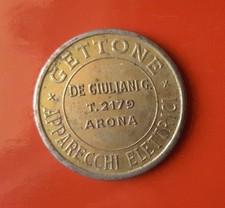 GETTONE
DE GIULIANI G.
T. 2179
ARONA
* APPARECCHI ELETTRICI *